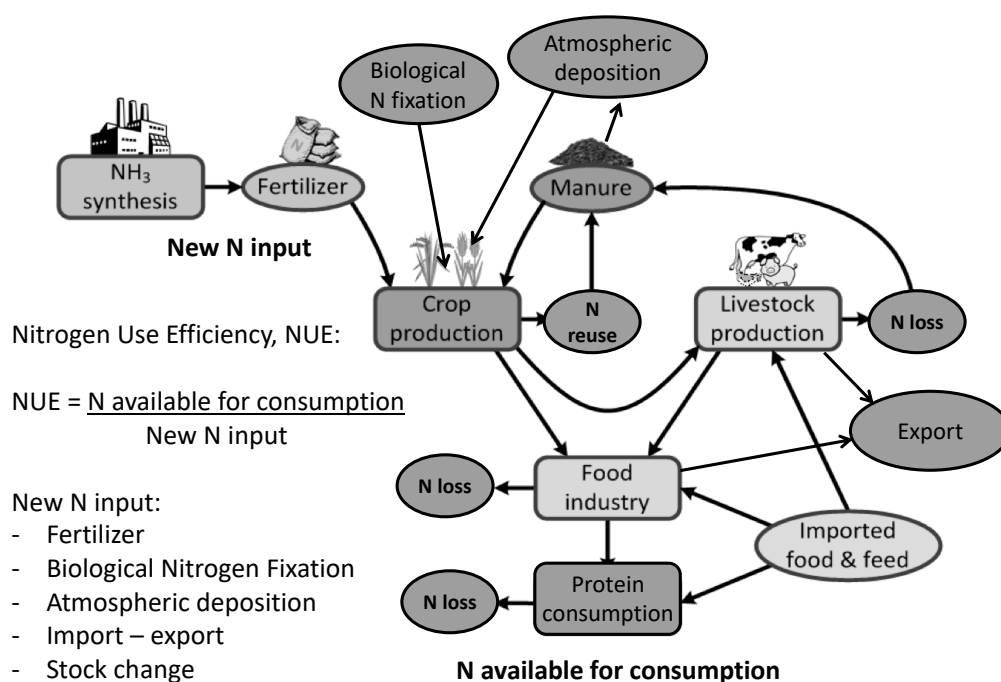 Biological
N fixation
Atmospheric
deposition
NH₃
synthesis
N
Fertilizer
Manure
New N input
Crop
production
N
reuse
Livestock
production
N loss
Nitrogen Use Efficiency, NUE:
NUE = N available for consumption
New N input
Export
N loss
Food
industry
New N input:
- Fertilizer
- Biological Nitrogen Fixation
- Atmospheric deposition
- Import – export
- Stock change
Imported
food & feed
N loss
Protein
consumption
N available for consumption